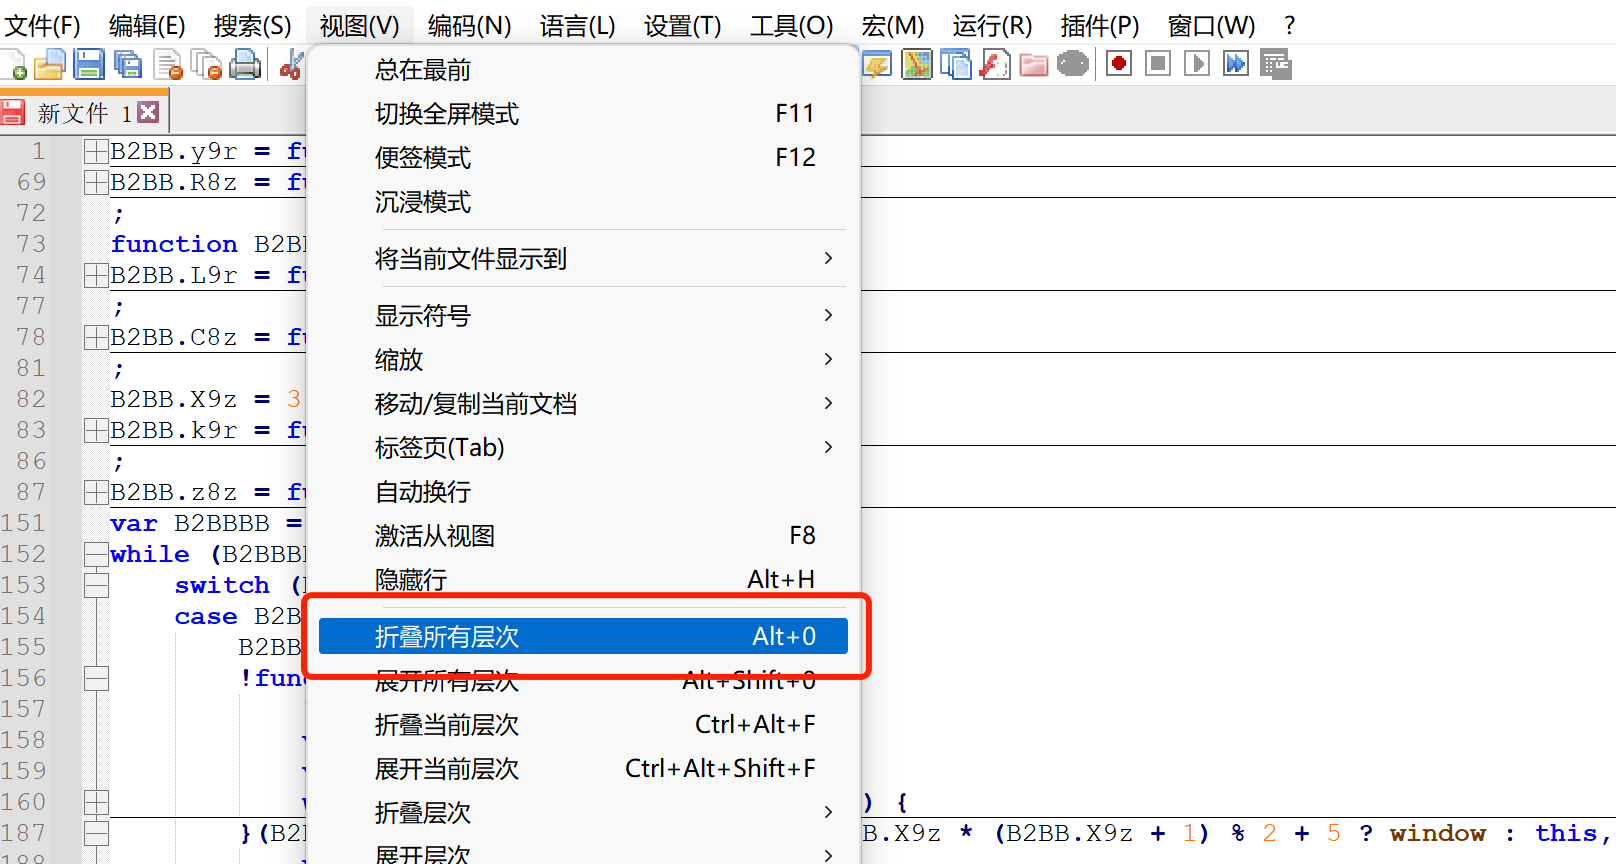 文件(F) 编辑(E) 搜索(S) 视图(V) 编码(N) 语言(L) 设置(T) 工具(O) 宏(M) 运行(R) 插件(P) 窗口(W) ?
新文件 1
总在最前
切换全屏模式 F11
便签模式 F12
沉浸模式
将当前文件显示到
显示符号
缩放
移动/复制当前文档
标签页(Tab)
自动换行
激活从视图 F8
隐藏行 Alt+H
折叠所有层次 Alt+0
展开所有层次 Alt+Shift+0
折叠当前层次 Ctrl+Alt+F
展开当前层次 Ctrl+Alt+Shift+F
折叠层次
展开层次
1 B2BB.y9r = fu
69 B2BB.R8z = fu
72 ;
73 function B2B
74 B2BB.L9r = fu
77 ;
78 B2BB.C8z = fu
81 ;
82 B2BB.X9z = 3
83 B2BB.k9r = fu
86 ;
87 B2BB.z8z = fu
151 var B2BBBB =
152 while (B2BBB
153 switch (
154 case B2B
155 B2BB
156 !func
157
158
159
160 ) {
187 }(B2 B.X9z * (B2BB.X9z + 1) % 2 + 5 ? window : this,
188